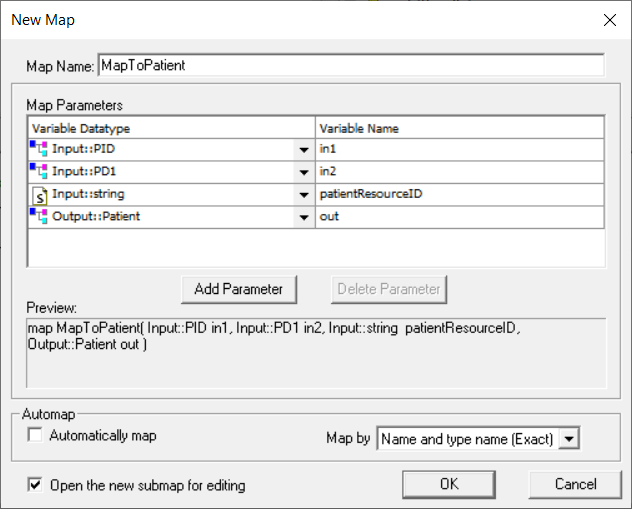 New Map
Map Name: MapToPatient
Map Parameters
Variable Datatype Variable Name
Input::PID in1
Input::PD1 in2
S Input::string patientResourceID
Output::Patient out
Add Parameter Delete Parameter
Preview:
map MapToPatient( Input::PID in1, Input::PD1 in2, Input::string  patientResourceID,
Output::Patient out )
Automap
Automatically map Map by Name and type name (Exact)
Open the new submap for editing OK Cancel